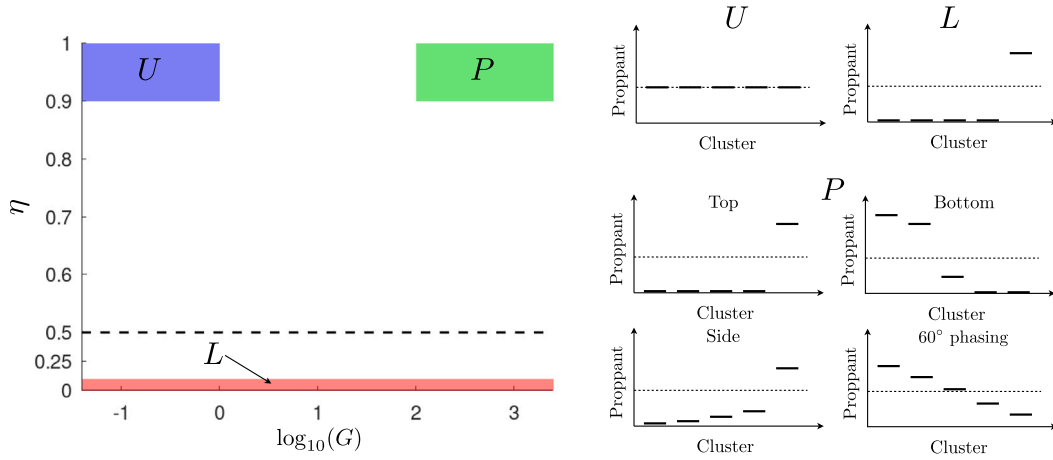 1
0.9
0.8
0.7
0.6
0.5
0.25
0
η
U
P
L
-1
0
1
2
3
log₁₀(G)
U
Proppant
Cluster
L
Proppant
Cluster
P
Top
Proppant
Cluster
Bottom
Proppant
Cluster
Side
Proppant
Cluster
60° phasing
Proppant
Cluster